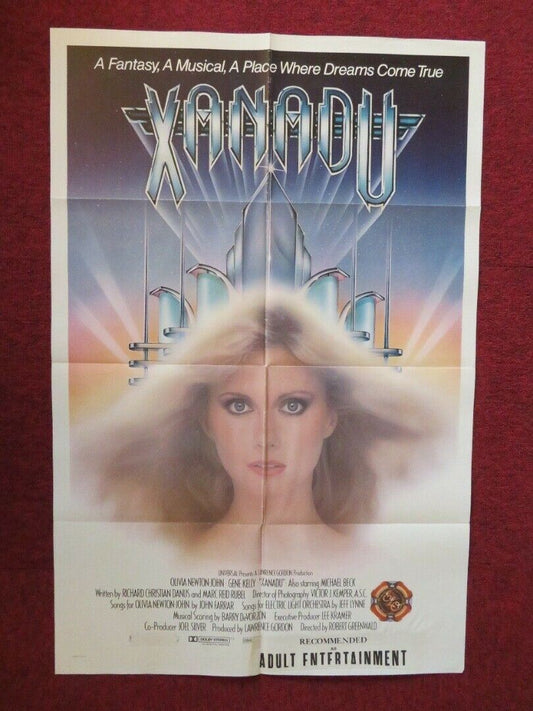 A Fantasy, A Musical, A Place Where Dreams Come True
XANADU
UNIVERSAL Presents A LAWRENCE GORDON Production
OLIVIA NEWTON-JOHN GENE KELLY "XANADU" Also starring MICHAEL BECK
Written by RICHARD CHRISTIAN DANUS and MARC REID RUBEL Director of Photography VICTOR J. KEMPER, A.S.C.
Songs for OLIVIA NEWTON-JOHN by JOHN FARRAR Songs for ELECTRIC LIGHT ORCHESTRA by JEFF LYNNE
Musical Scoring by BARRY DeVORZON Executive Producer LEE KRAMER
Co-Producer JOEL SILVER Produced by LAWRENCE GORDON Directed by ROBERT GREENWALD
DOLBY STEREO
RECOMMENDED
AS
ADULT ENTERTAINMENT